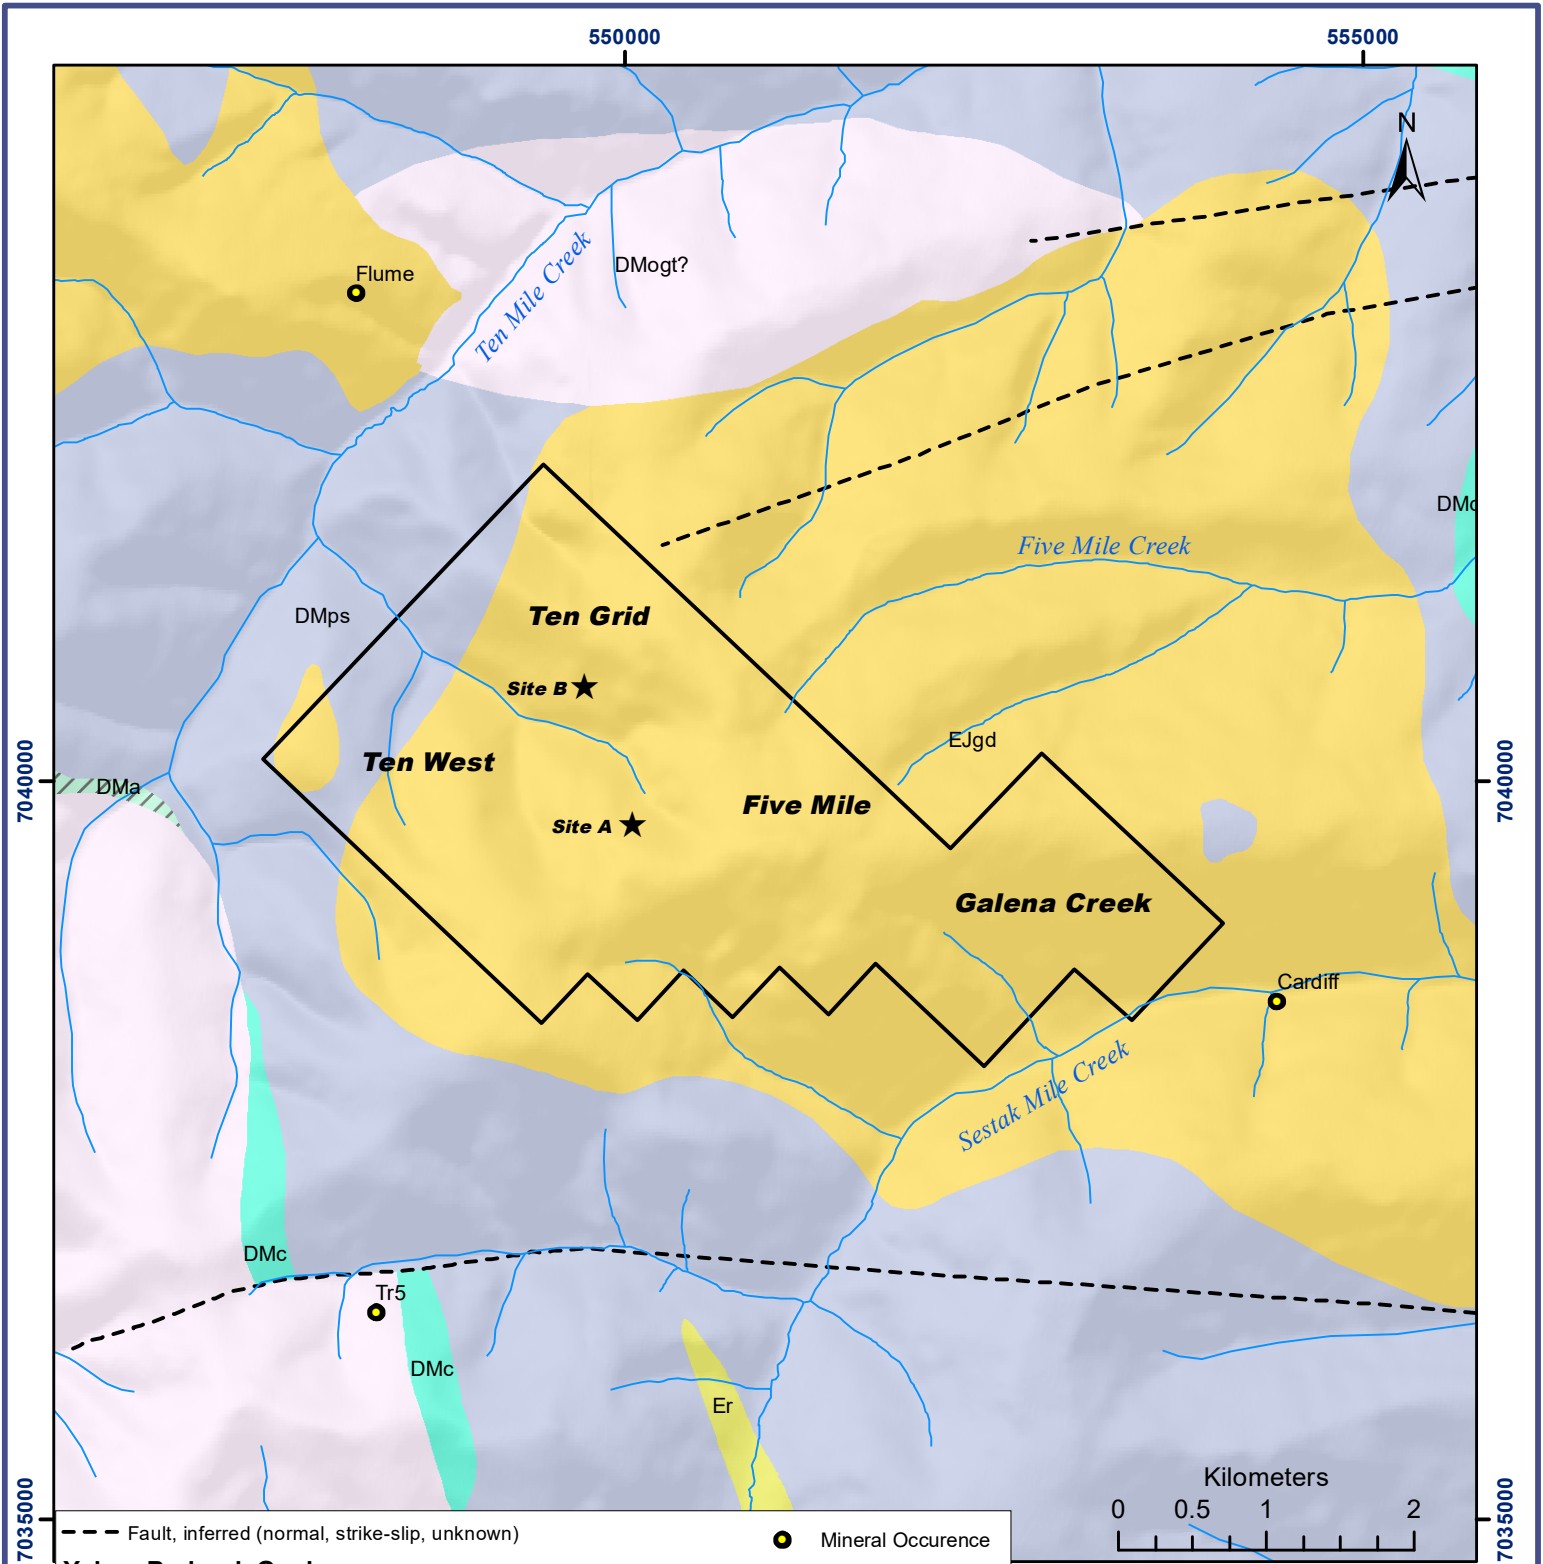 550000
555000
N
Flume
DMogt?
Ten Mile Creek
DMc
Five Mile Creek
DMps
Ten Grid
Site B
EJgd
Ten West
7040000
7040000
DMa
Five Mile
Site A
Galena Creek
Cardiff
Sestak Mile Creek
DMc
Tr5
DMc
Er
Kilometers
0 0.5 1 2
7035000
7035000
Fault, inferred (normal, strike-slip, unknown)
Mineral Occurence